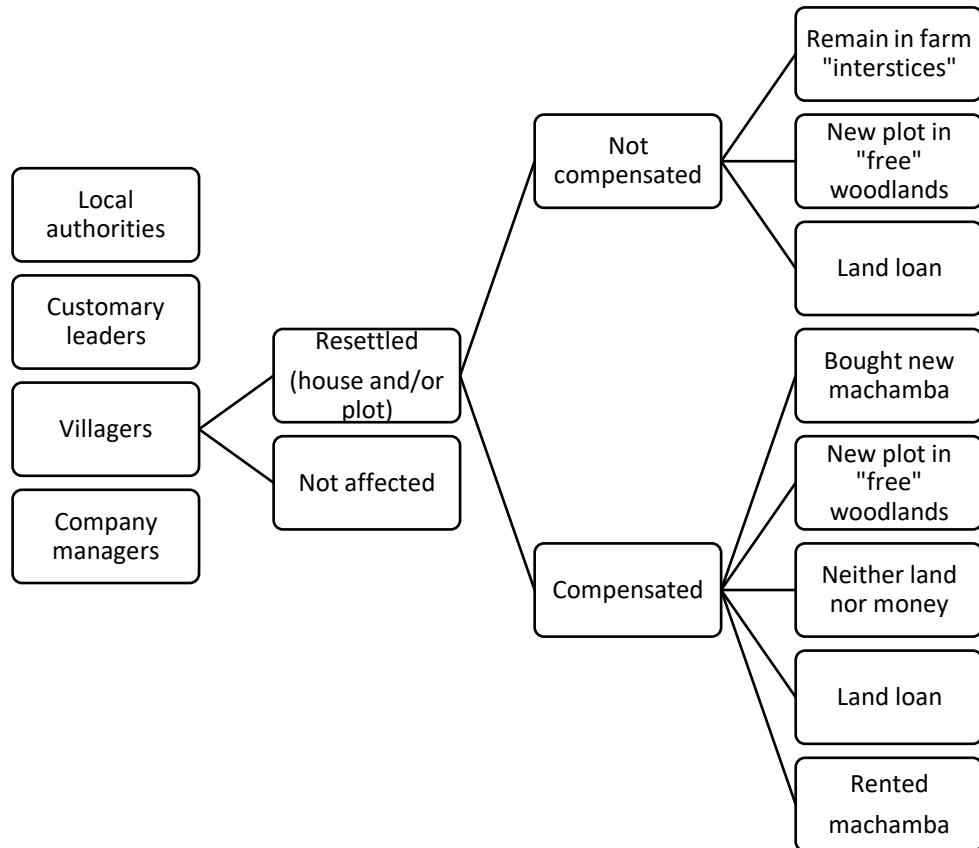 Local
authorities
Customary
leaders
Villagers
Company
managers
Resettled
(house and/or
plot)
Not affected
Not
compensated
Compensated
Remain in farm
"interstices"
New plot in
"free"
woodlands
Land loan
Bought new
machamba
New plot in
"free"
woodlands
Neither land
nor money
Land loan
Rented
machamba